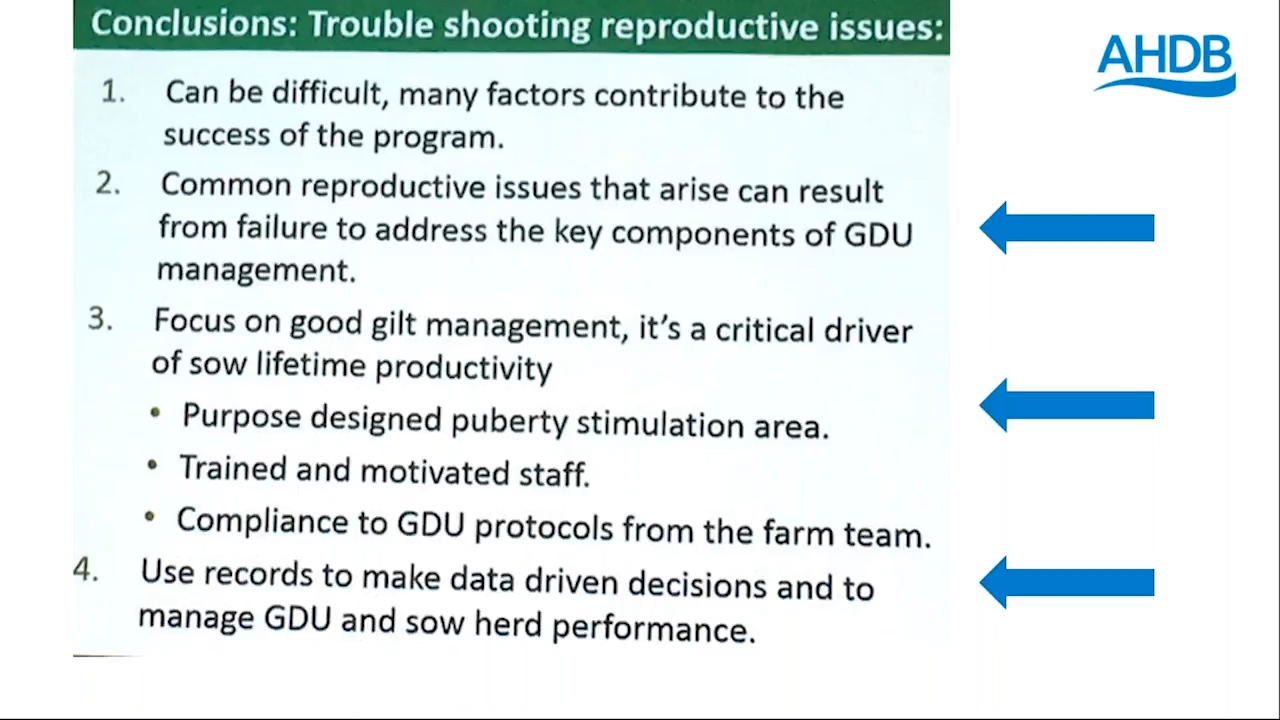 Conclusions: Trouble shooting reproductive issues:
AHDB
1. Can be difficult, many factors contribute to the
success of the program.
2. Common reproductive issues that arise can result
from failure to address the key components of GDU
management.
3. Focus on good gilt management, it's a critical driver
of sow lifetime productivity
• Purpose designed puberty stimulation area.
• Trained and motivated staff.
• Compliance to GDU protocols from the farm team.
4. Use records to make data driven decisions and to
manage GDU and sow herd performance.